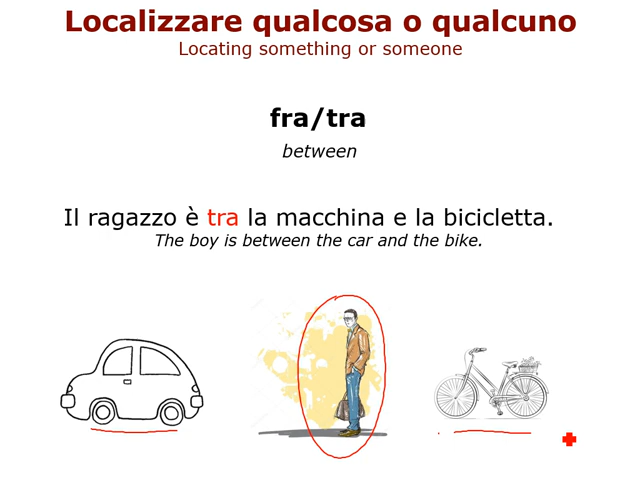 Localizzare qualcosa o qualcuno
Locating something or someone
fra/tra
between
Il ragazzo è tra la macchina e la bicicletta.
The boy is between the car and the bike.